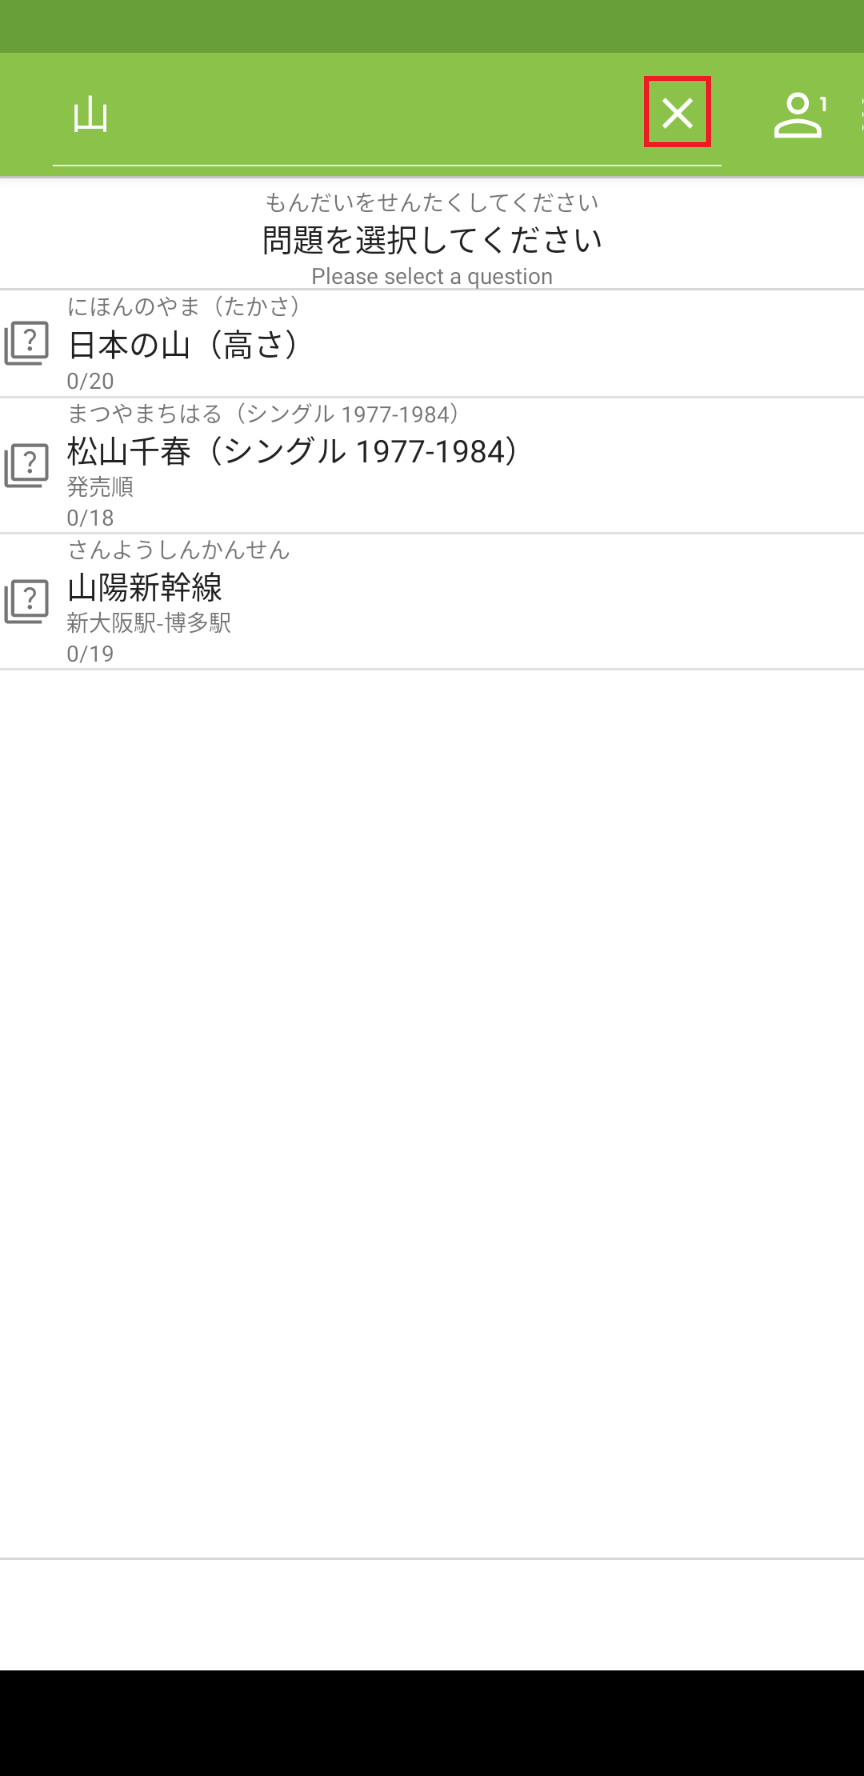 山
1
もんだいをせんたくしてください
問題を選択してください
Please select a question
にほんのやま（たかさ）
日本の山（高さ）
0/20
まつやまちはる（シングル 1977-1984）
松山千春（シングル 1977-1984）
発売順
0/18
さんようしんかんせん
山陽新幹線
新大阪駅-博多駅
0/19